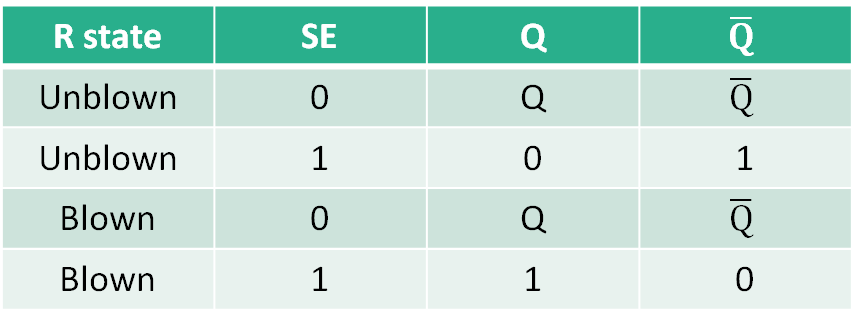 R state SE Q Q̅
Unblown 0 Q Q̅
Unblown 1 0 1
Blown 0 Q Q̅
Blown 1 1 0